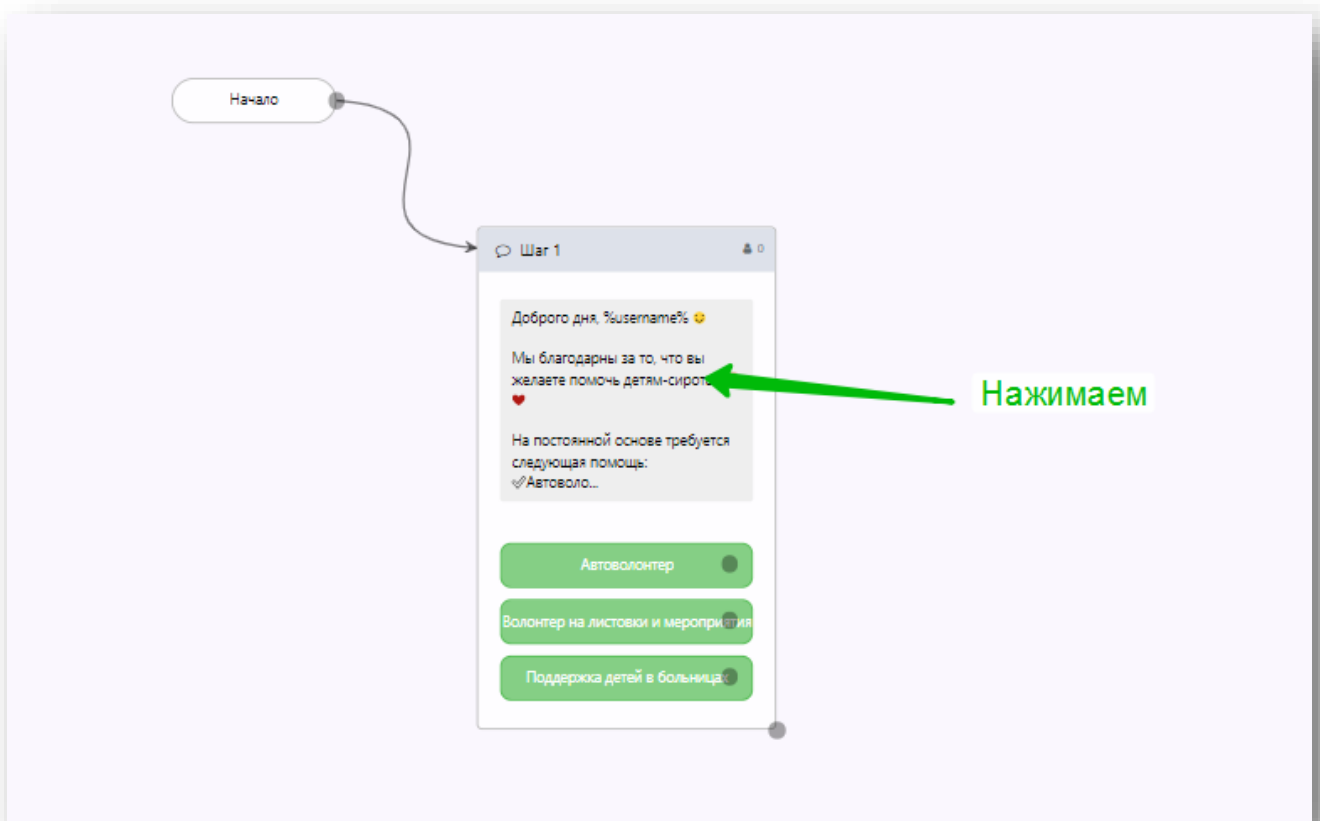 Начало
Шаг 1
0
Доброго дня, %username% 🙂
Мы благодарны за то, что вы
желаете помочь детям-сирот
❤
На постоянной основе требуется
следующая помощь:
✅Автоволо...
Нажимаем
Автоволонтер
Волонтер на листовки и мероприятия
Поддержка детей в больницах